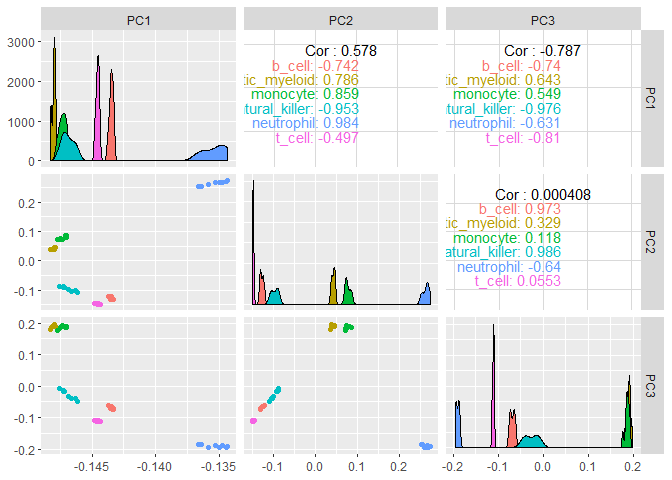 PC1
PC2
PC3
3000
2000
1000
0
Cor : 0.578
b_cell: -0.742
tic_myeloid: 0.786
monocyte: 0.859
atural_killer: -0.953
neutrophil: 0.984
t_cell: -0.497
Cor : -0.787
b_cell: -0.74
tic_myeloid: 0.643
monocyte: 0.549
atural_killer: -0.976
neutrophil: -0.631
t_cell: -0.81
PC1
0.2
0.1
0.0
-0.1
Cor : 0.000408
b_cell: 0.973
tic_myeloid: 0.329
monocyte: 0.118
atural_killer: 0.986
neutrophil: -0.64
t_cell: 0.0553
PC2
0.2
0.1
0.0
-0.1
-0.2
PC3
-0.145
-0.140
-0.135
-0.1
0.0
0.1
0.2
-0.2
-0.1
0.0
0.1
0.2